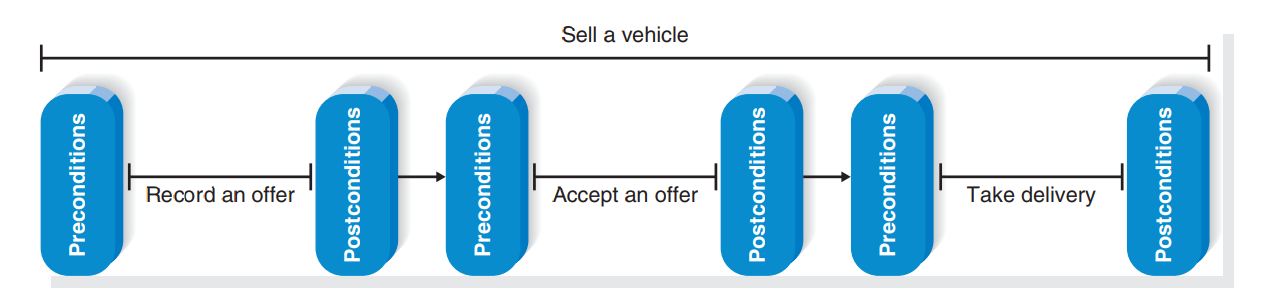 Sell a vehicle
Preconditions
Record an offer
Postconditions
Preconditions
Accept an offer
Postconditions
Preconditions
Take delivery
Postconditions